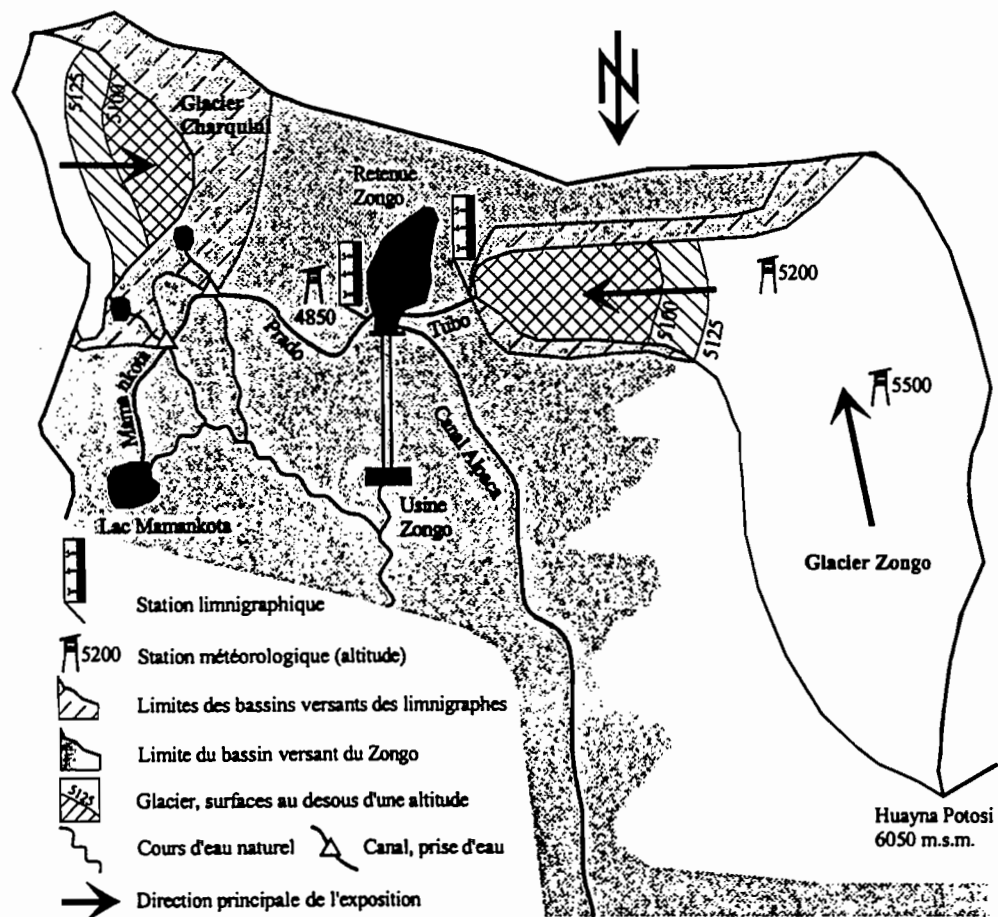 N
5125
5100
Glacier
Charquini
Retenue
Zongo
5200
4850
Prado
Tubo
5100
5125
5500
Mamankota
Canal Alpaca
Lac Mamankota
Usine
Zongo
Glacier Zongo
Station limnigraphique
5200 Station météorologique (altitude)
Limites des bassins versants des limnigraphes
Limite du bassin versant du Zongo
5125
Glacier, surfaces au desous d'une altitude
Cours d'eau naturel
Canal, prise d'eau
Direction principale de l'exposition
Huayna Potosi
6050 m.s.m.